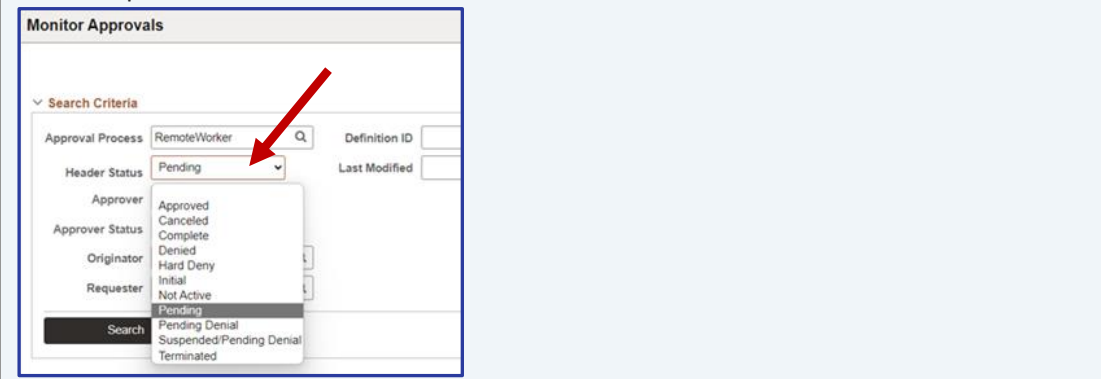 Monitor Approvals
Search Criteria
Approval Process RemoteWorker Definition ID
Header Status Pending Last Modified
Approver
Approver Status
Originator
Requester
Search
Approved
Canceled
Complete
Denied
Hard Deny
Initial
Not Active
Pending
Pending Denial
Suspended/Pending Denial
Terminated